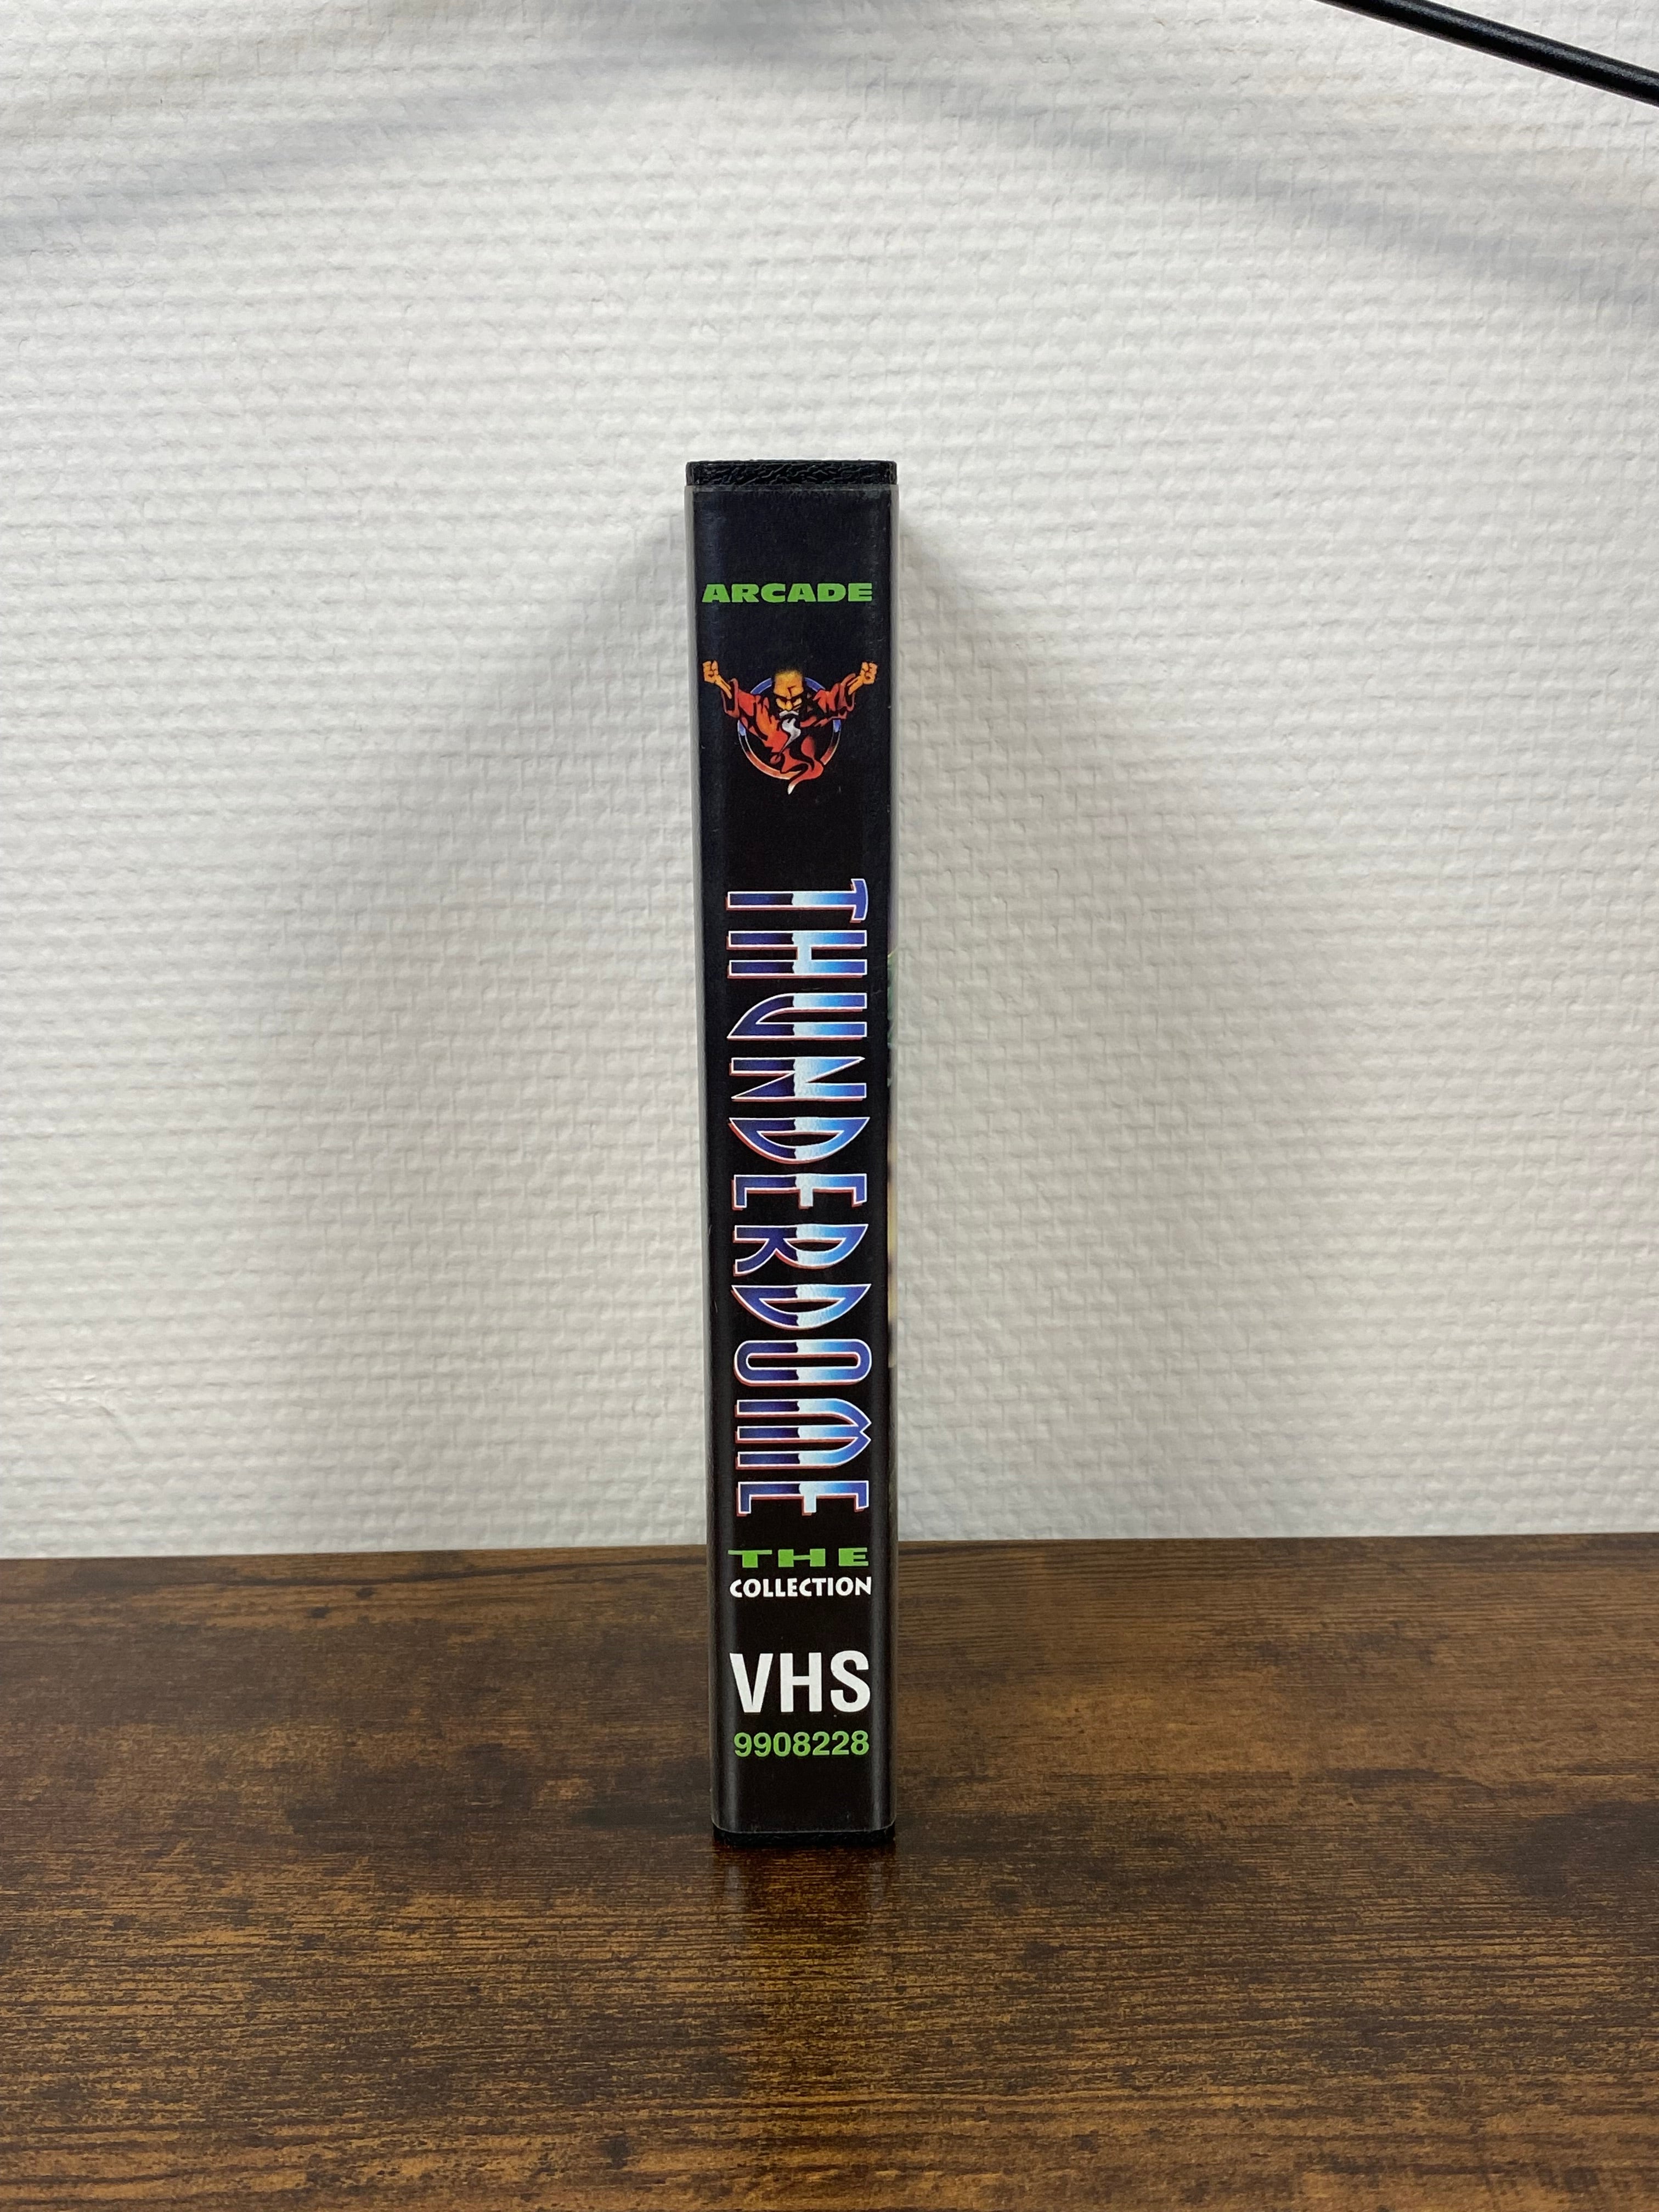 ARCADE
THUNDERDOME
THE
COLLECTION
VHS
9908228